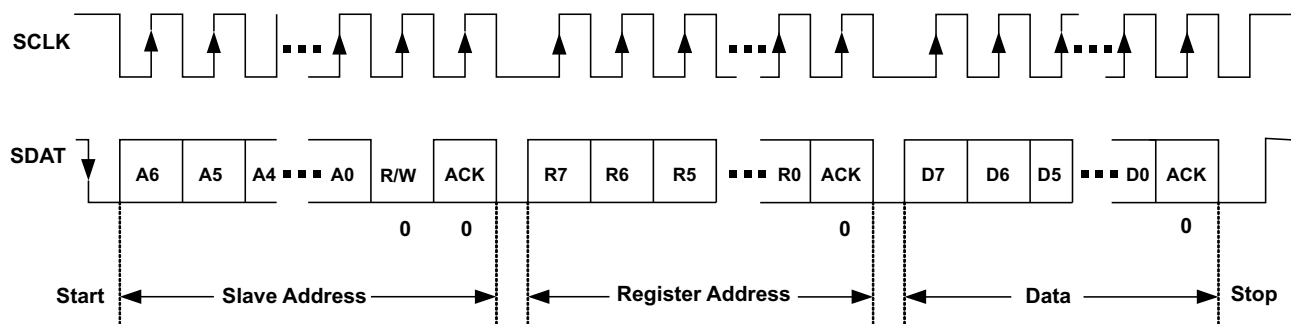 SCLK
SDAT
A6 A5 A4 A0 R/W ACK R7 R6 R5 R0 ACK D7 D6 D5 D0 ACK
0 0 0 0
Start Slave Address Register Address Data Stop